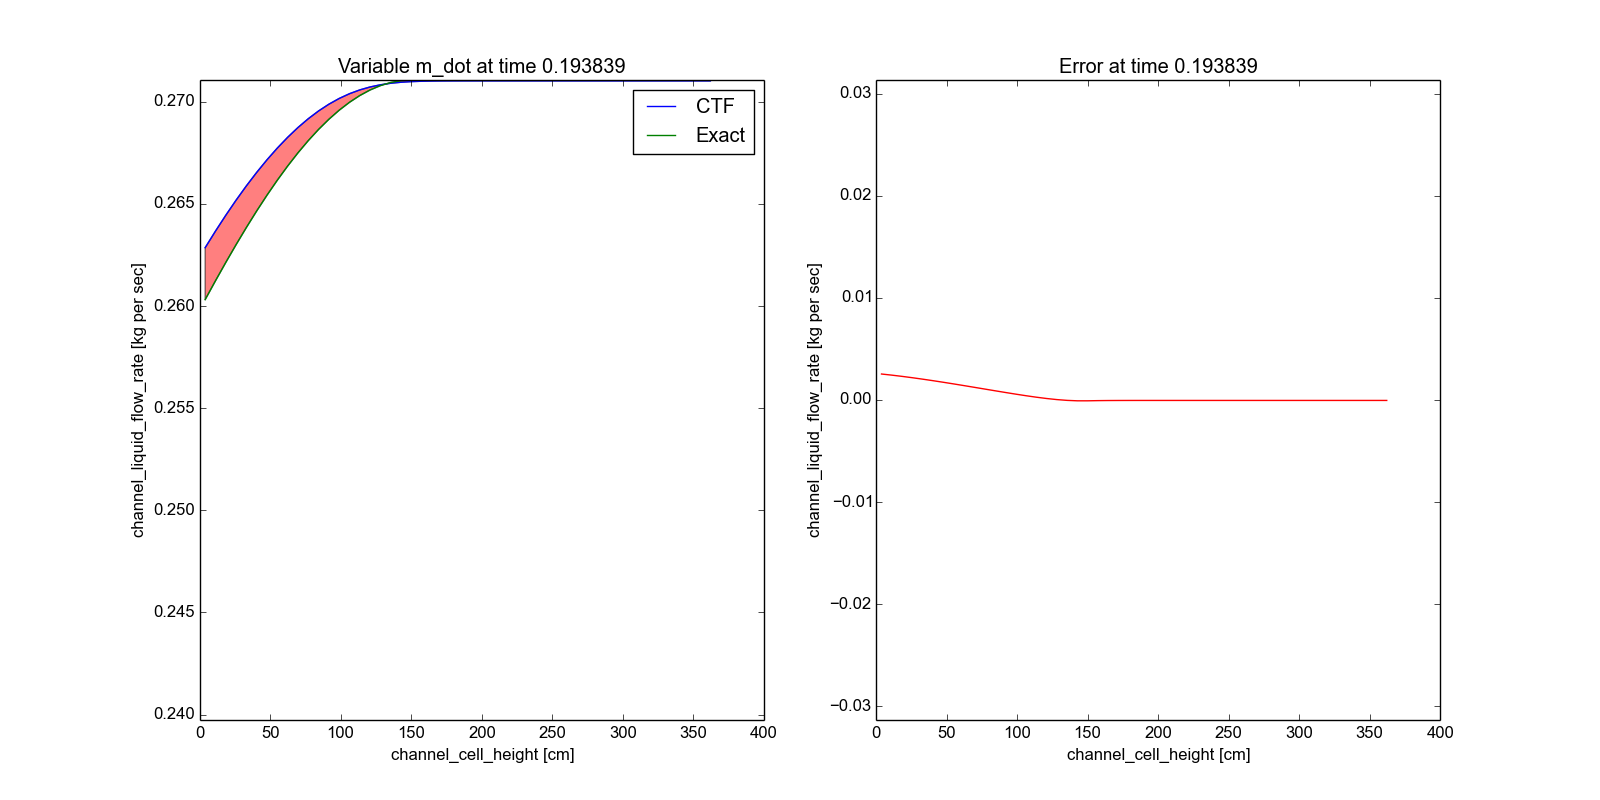 Variable m_dot at time 0.193839
channel_liquid_flow_rate [kg per sec]
0.270
0.265
0.260
0.255
0.250
0.245
0.240
0 50 100 150 200 250 300 350 400
channel_cell_height [cm]
CTF
Exact
Error at time 0.193839
channel_liquid_flow_rate [kg per sec]
0.03
0.02
0.01
0.00
−0.01
−0.02
−0.03
0 50 100 150 200 250 300 350 400
channel_cell_height [cm]